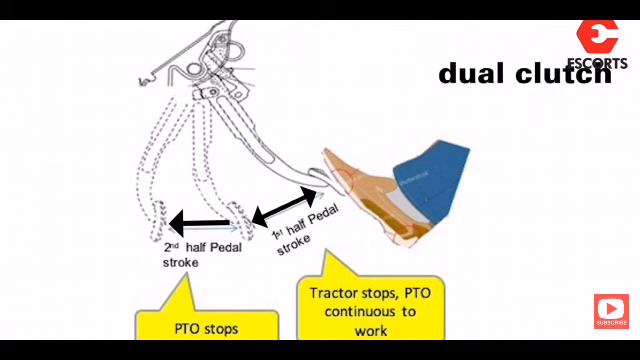 ESCORTS
dual clutch
1st half Pedal
stroke
2nd half Pedal
stroke
Tractor stops, PTO
continuous to
work
PTO stops
SUBSCRIBE